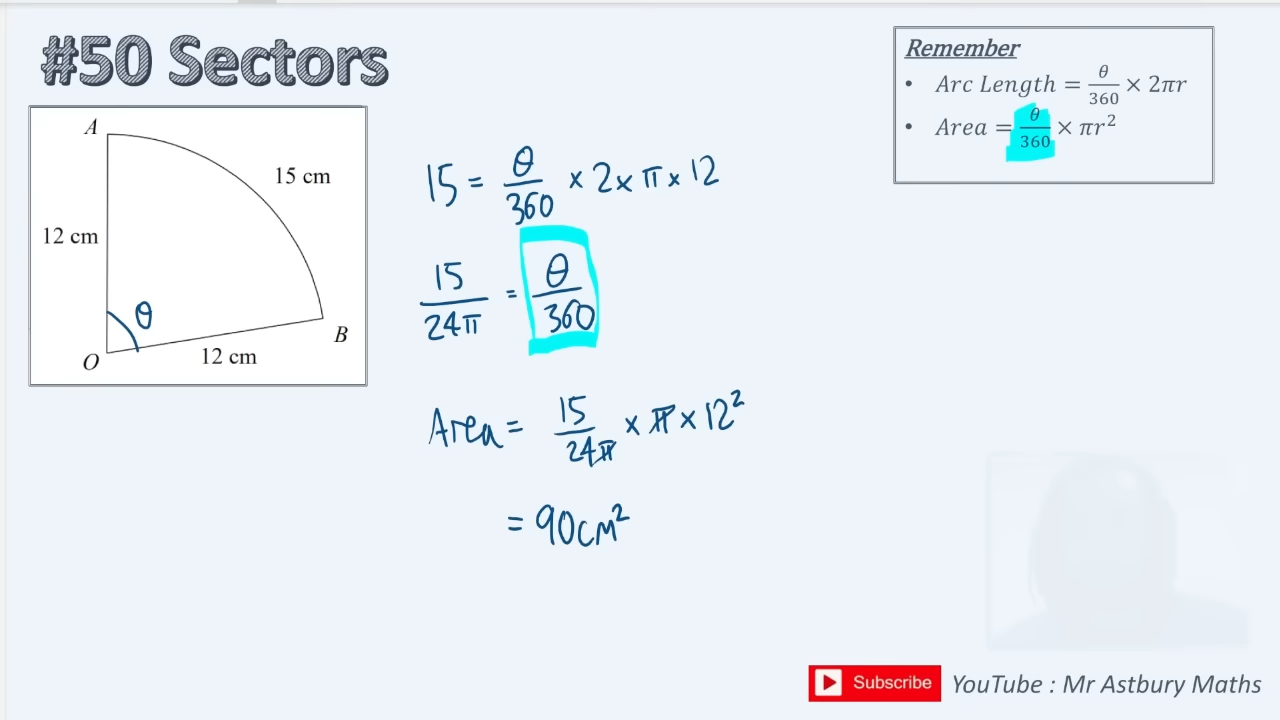 #50 Sectors
Remember
• Arc Length = θ/360 × 2πr
• Area = θ/360 × πr²
A
15 cm
12 cm
θ
B
O
12 cm
15 = θ/360 × 2 × π × 12
15/24π = θ/360
Area = 15/24π × π × 12²
= 90cm²
Subscribe
YouTube : Mr Astbury Maths